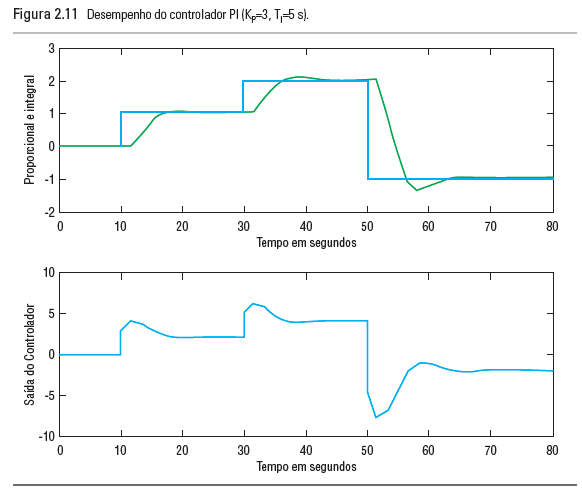 Figura 2.11 Desempenho do controlador PI (KP=3, TI=5 s).
Proporcional e integral
3
2
1
0
-1
-2
0 10 20 30 40 50 60 70 80
Tempo em segundos
Saída do Controlador
10
5
0
-5
-10
0 10 20 30 40 50 60 70 80
Tempo em segundos